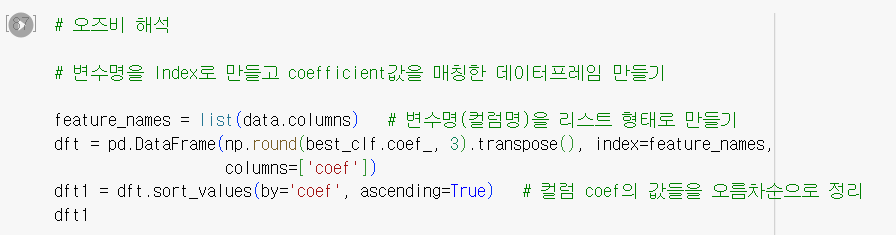 [87] # 오즈비 해석
# 변수명을 Index로 만들고 coefficient값을 매칭한 데이터프레임 만들기
feature_names = list(data.columns)   # 변수명(컬럼명)을 리스트 형태로 만들기
dft = pd.DataFrame(np.round(best_clf.coef_, 3).transpose(), index=feature_names,
                   columns=['coef'])
dft1 = dft.sort_values(by='coef', ascending=True)   # 컬럼 coef의 값들을 오름차순으로 정리
dft1